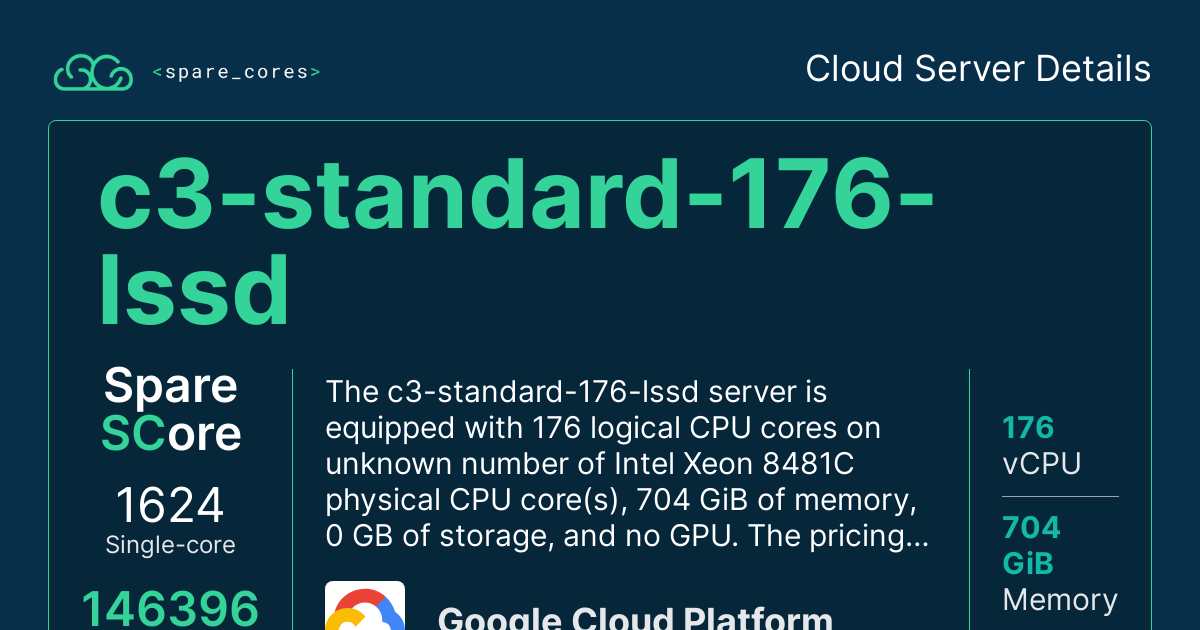 <spare_cores>
Cloud Server Details
c3-standard-176-
lssd
Spare
SCore
1624
Single-core
146396
The c3-standard-176-lssd server is
equipped with 176 logical CPU cores on
unknown number of Intel Xeon 8481C
physical CPU core(s), 704 GiB of memory,
0 GB of storage, and no GPU. The pricing...
Google Cloud Platform
176
vCPU
704
GiB
Memory